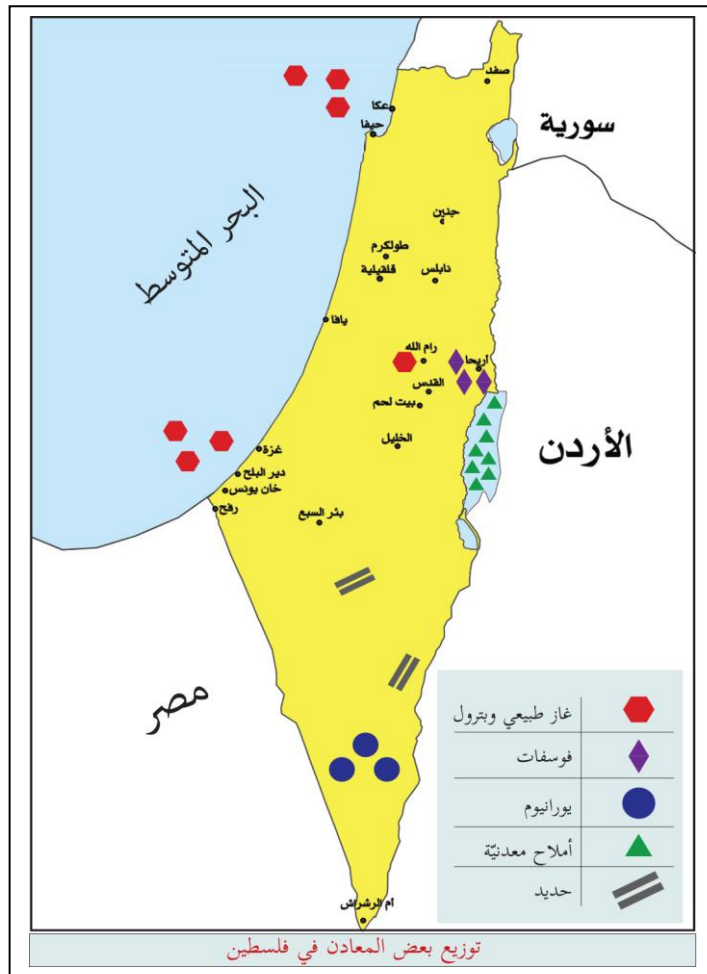 صفد
عكا
حيفا
سورية
البحر المتوسط
جنين
طولكرم
قلقيلية
نابلس
يافا
رام الله
أريحا
القدس
بيت لحم
الأردن
الخليل
غزة
دير البلح
خان يونس
رفح
بئر السبع
مصر
غاز طبيعي وبترول
فوسفات
يورانيوم
أملاح معدنيّة
حديد
أم الرشراش
توزيع بعض المعادن في فلسطين